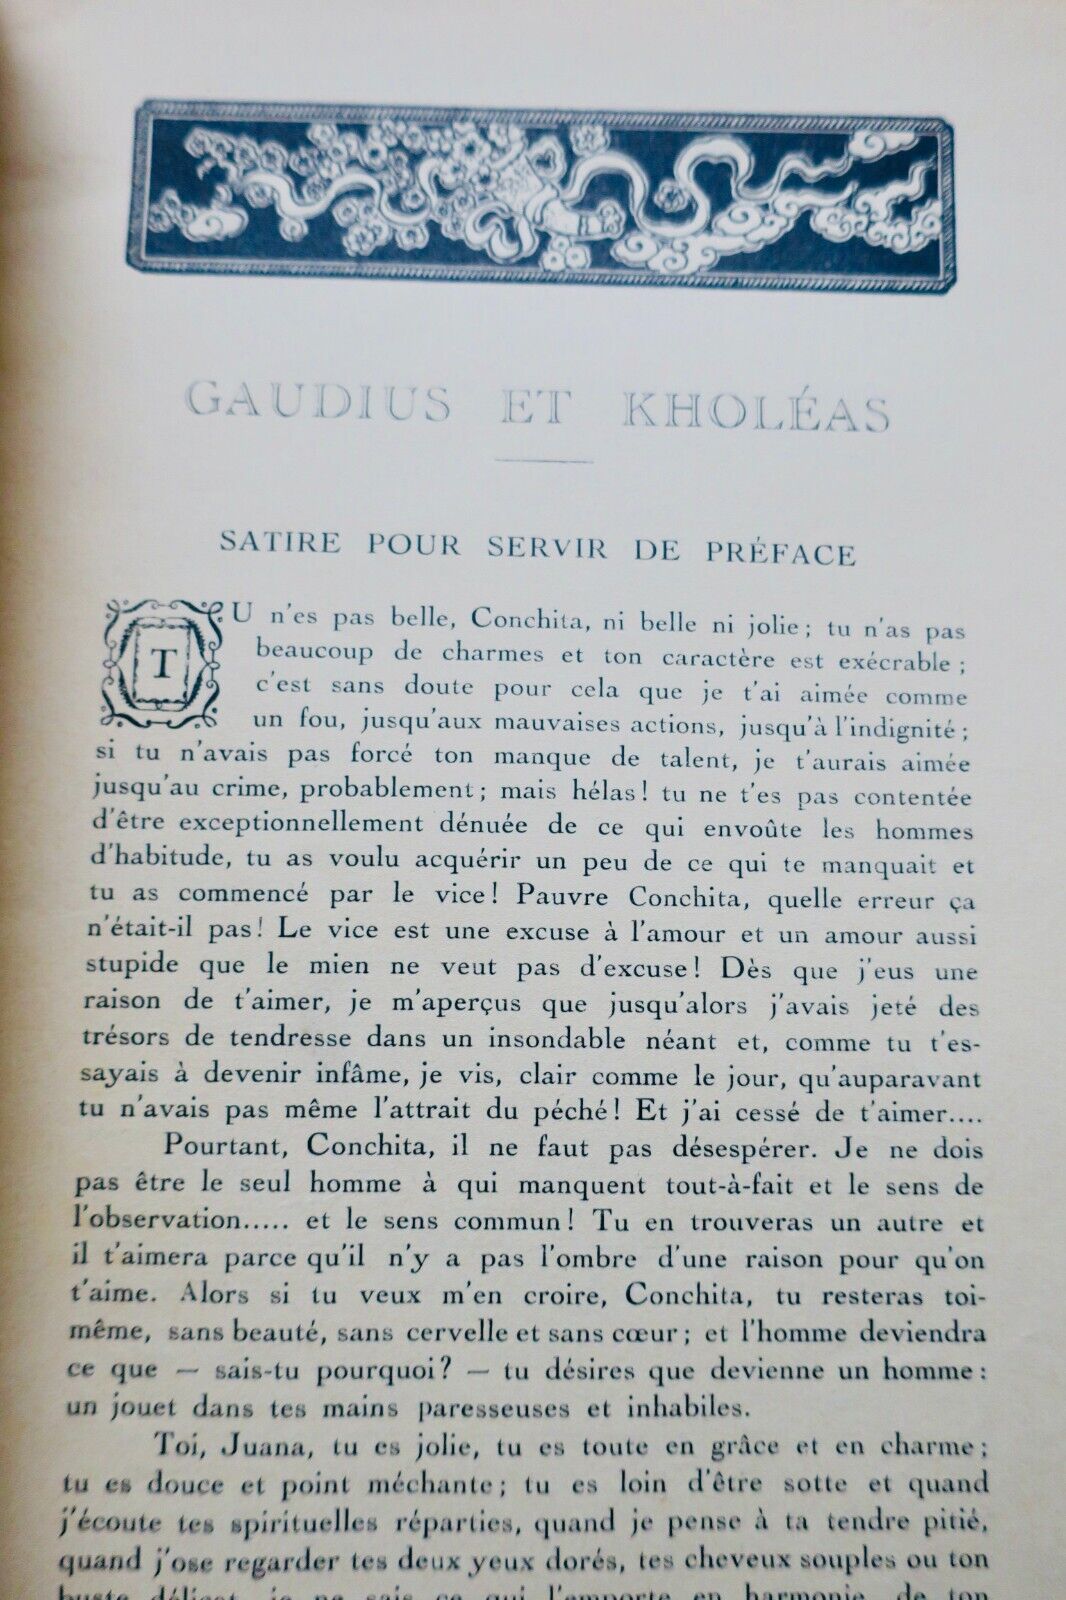 GAUDIUS ET KHOLÉAS
SATIRE POUR SERVIR DE PRÉFACE
TU n'es pas belle, Conchita, ni belle ni jolie ; tu n'as pas
beaucoup de charmes et ton caractère est exécrable ;
c'est sans doute pour cela que je t'ai aimée comme
un fou, jusqu'aux mauvaises actions, jusqu'à l'indignité ;
si tu n'avais pas forcé ton manque de talent, je t'aurais aimée
jusqu'au crime, probablement ; mais hélas ! tu ne t'es pas contentée
d'être exceptionnellement dénuée de ce qui envoûte les hommes
d'habitude, tu as voulu acquérir un peu de ce qui te manquait et
tu as commencé par le vice ! Pauvre Conchita, quelle erreur ça
n'était-il pas ! Le vice est une excuse à l'amour et un amour aussi
stupide que le mien ne veut pas d'excuse ! Dès que j'eus une
raison de t'aimer, je m'aperçus que jusqu'alors j'avais jeté des
trésors de tendresse dans un insondable néant et, comme tu t'es-
sayais à devenir infâme, je vis, clair comme le jour, qu'auparavant
tu n'avais pas même l'attrait du péché ! Et j'ai cessé de t'aimer....
Pourtant, Conchita, il ne faut pas désespérer. Je ne dois
pas être le seul homme à qui manquent tout-à-fait et le sens de
l'observation..... et le sens commun ! Tu en trouveras un autre et
il t'aimera parce qu'il n'y a pas l'ombre d'une raison pour qu'on
t'aime. Alors si tu veux m'en croire, Conchita, tu resteras toi-
même, sans beauté, sans cervelle et sans cœur ; et l'homme deviendra
ce que — sais-tu pourquoi ? — tu désires que devienne un homme :
un jouet dans tes mains paresseuses et inhabiles.
Toi, Juana, tu es jolie, tu es toute en grâce et en charme ;
tu es douce et point méchante ; tu es loin d'être sotte et quand
j'écoute tes spirituelles réparties, quand je pense à ta tendre pitié,
quand j'ose regarder tes deux yeux dorés, tes cheveux souples ou ton
buste délicat, je ne sais ce qui l'emporte en harmonie, de ton